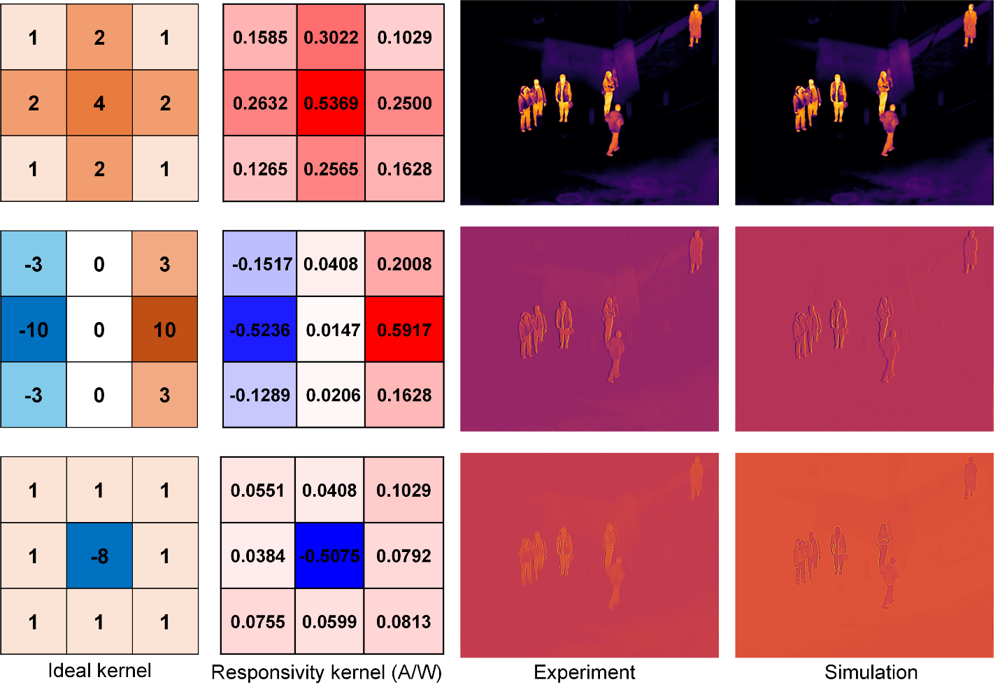 1 2 1 0.1585 0.3022 0.1029
2 4 2 0.2632 0.5369 0.2500
1 2 1 0.1265 0.2565 0.1628
-3 0 3 -0.1517 0.0408 0.2008
-10 0 10 -0.5236 0.0147 0.5917
-3 0 3 -0.1289 0.0206 0.1628
1 1 1 0.0551 0.0408 0.1029
1 -8 1 0.0384 -0.5075 0.0792
1 1 1 0.0755 0.0599 0.0813
Ideal kernel Responsivity kernel (A/W) Experiment Simulation